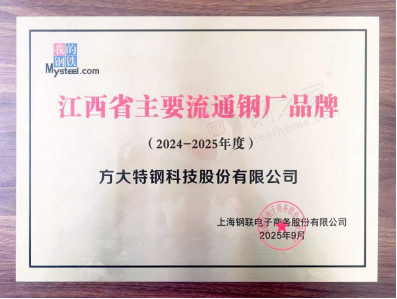 我的
钢铁
Mysteel.com
江西省主要流通钢厂品牌
（2024-2025年度）
方大特钢科技股份有限公司
上海钢联电子商务股份有限公司
2025年9月